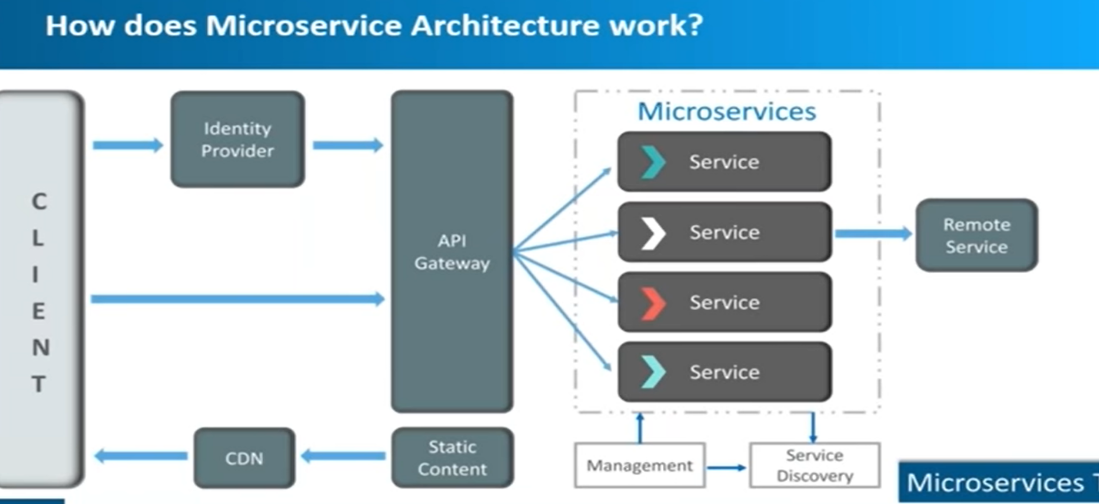 How does Microservice Architecture work?
CLIENT
Identity
Provider
API
Gateway
Microservices
Service
Service
Service
Service
Remote
Service
CDN
Static
Content
Management
Service
Discovery
Microservices T